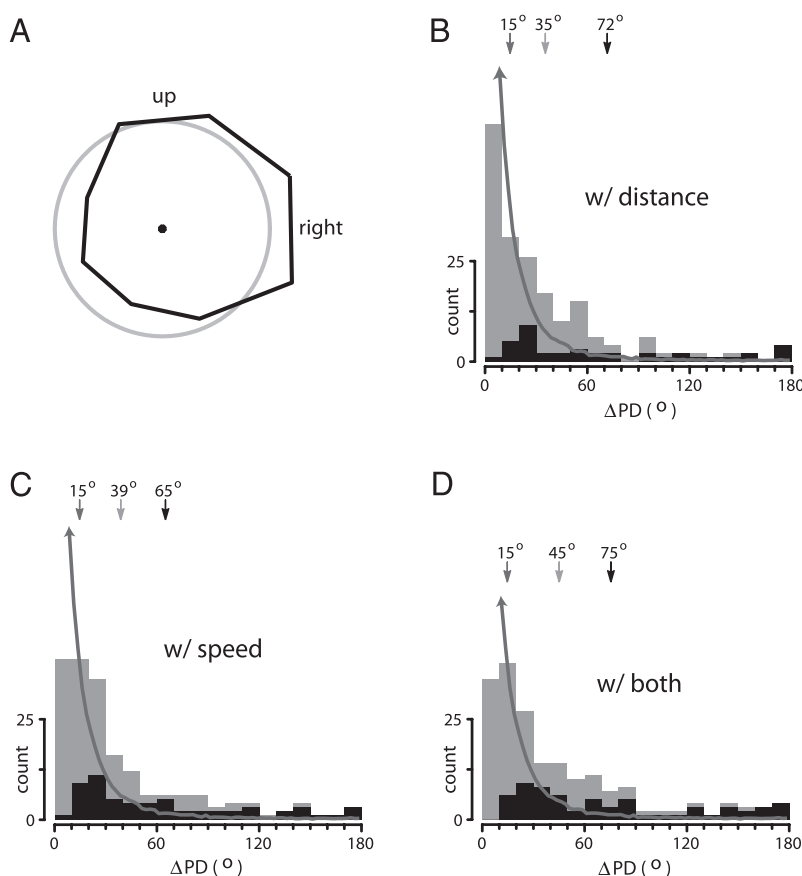 A
up
right
B
15° 35° 72°
w/ distance
25
count
0
0 60 120 180
ΔPD (°)
C
15° 39° 65°
w/ speed
25
count
0
0 60 120 180
ΔPD (°)
D
15° 45° 75°
w/ both
25
count
0
0 60 120 180
ΔPD (°)